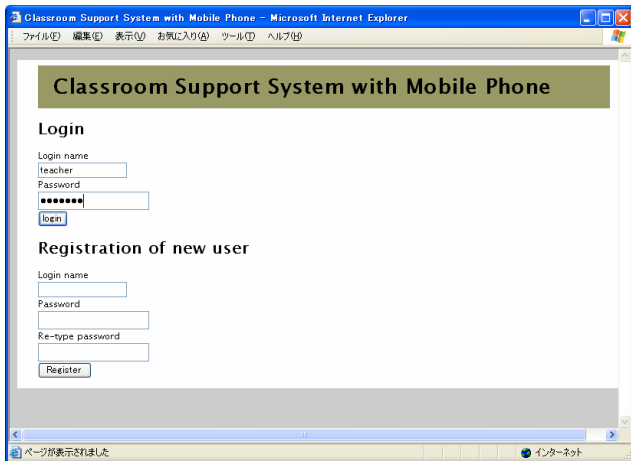 Classroom Support System with Mobile Phone - Microsoft Internet Explorer
ファイル(F) 編集(E) 表示(V) お気に入り(A) ツール(T) ヘルプ(H)
Classroom Support System with Mobile Phone
Login
Login name
teacher
Password
●●●●●●●
login
Registration of new user
Login name
Password
Re-type password
Register
ページが表示されました インターネット